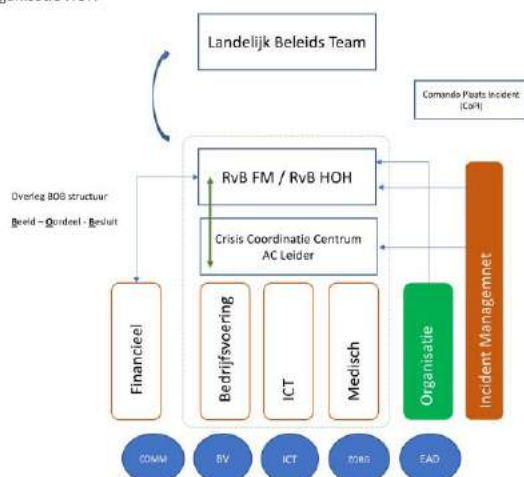 Landelijk Beleids Team
Comando Plaats Incident
(CoPI)
RvB FM / RvB HOH
Overleg BOB structuur
Beeld – Oordeel - Besluit
Crisis Coordinatie Centrum
AC Leider
Financieel
Bedrijfsvoering
ICT
Medisch
Organisatie
Incident Managemnet
COMM
BV
ICT
ZORG
EAD